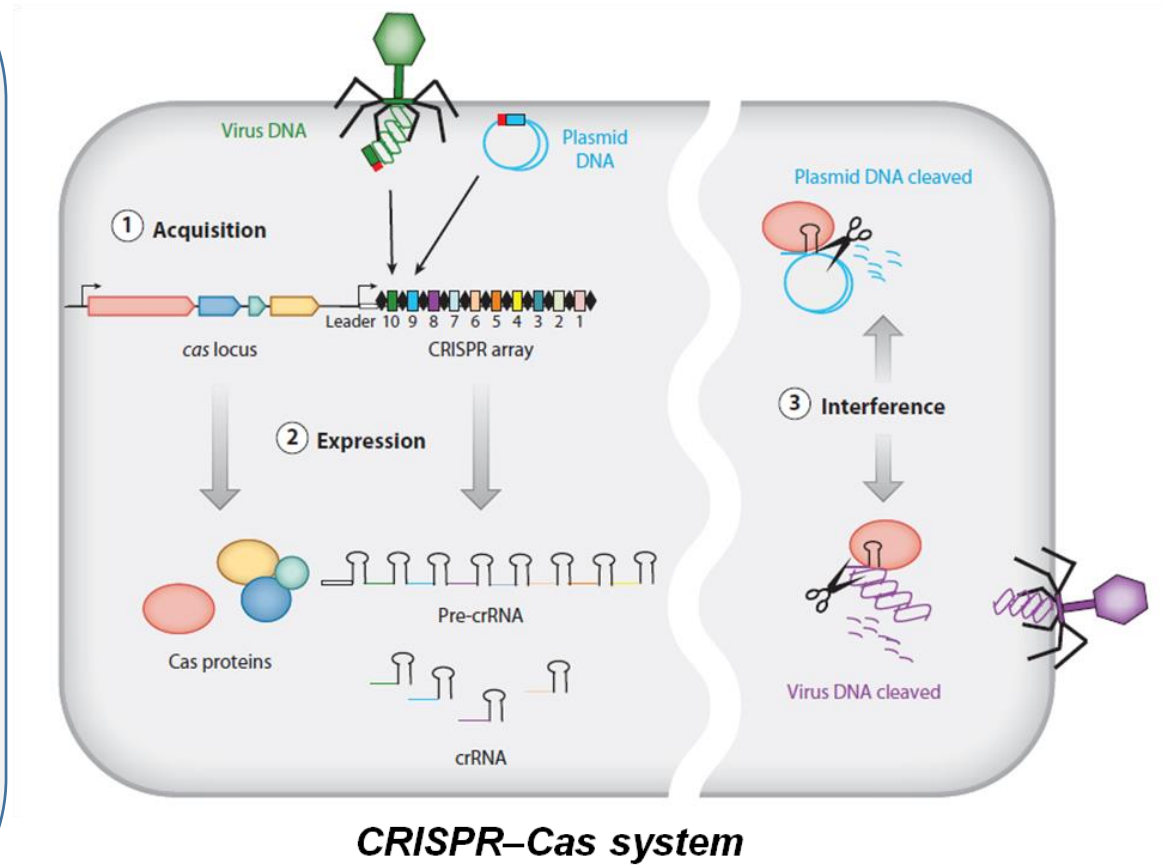 Virus DNA
Plasmid
DNA
1 Acquisition
Leader 10 9 8 7 6 5 4 3 2 1
cas locus
CRISPR array
2 Expression
Pre-crRNA
Cas proteins
crRNA
Plasmid DNA cleaved
3 Interference
Virus DNA cleaved
CRISPR–Cas system